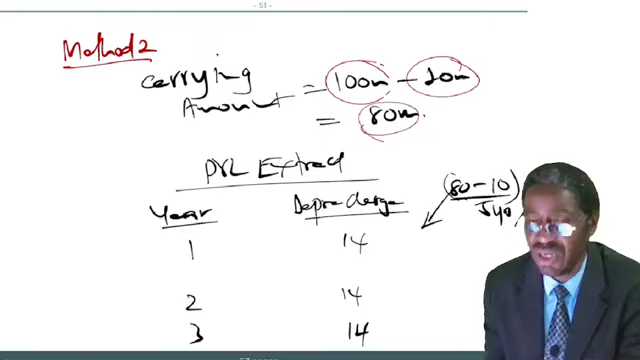 51
Method 2
Carrying Amount = 100m - 20m
= 80m.
P/L Extract
Year Depre charge
1 14
(80-10)
5yrs
2 14
3 14